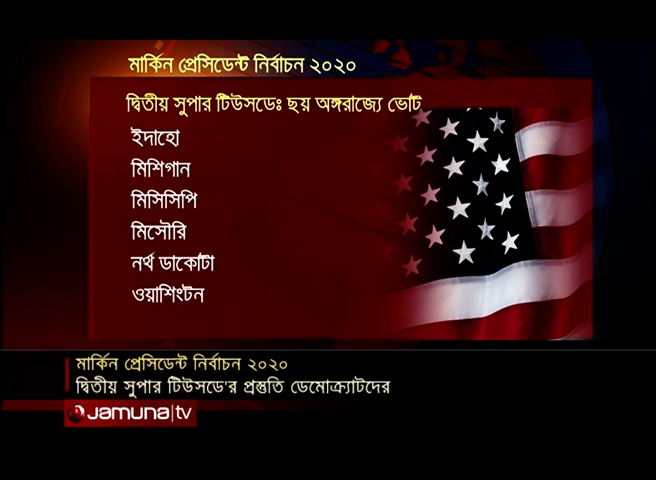 মার্কিন প্রেসিডেন্ট নির্বাচন ২০২০
দ্বিতীয় সুপার টিউসডেঃ ছয় অঙ্গরাজ্যে ভোট
ইদাহো
মিশিগান
মিসিসিপি
মিসৌরি
নর্থ ডাকোটা
ওয়াশিংটন
মার্কিন প্রেসিডেন্ট নির্বাচন ২০২০
দ্বিতীয় সুপার টিউসডে'র প্রস্তুতি ডেমোক্র্যাটদের
Jamuna|tv